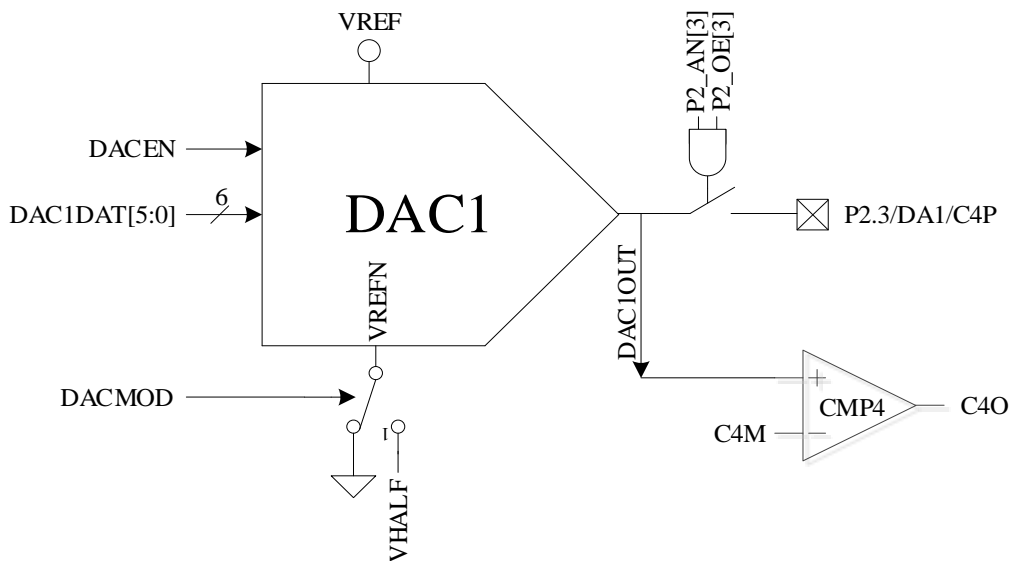 VREF
P2_AN[3]
P2_OE[3]
DACEN
6
DAC1DAT[5:0]
DAC1
P2.3/DA1/C4P
VREFN
DAC1OUT
DACMOD
+
CMP4
C4O
C4M
1
VHALF